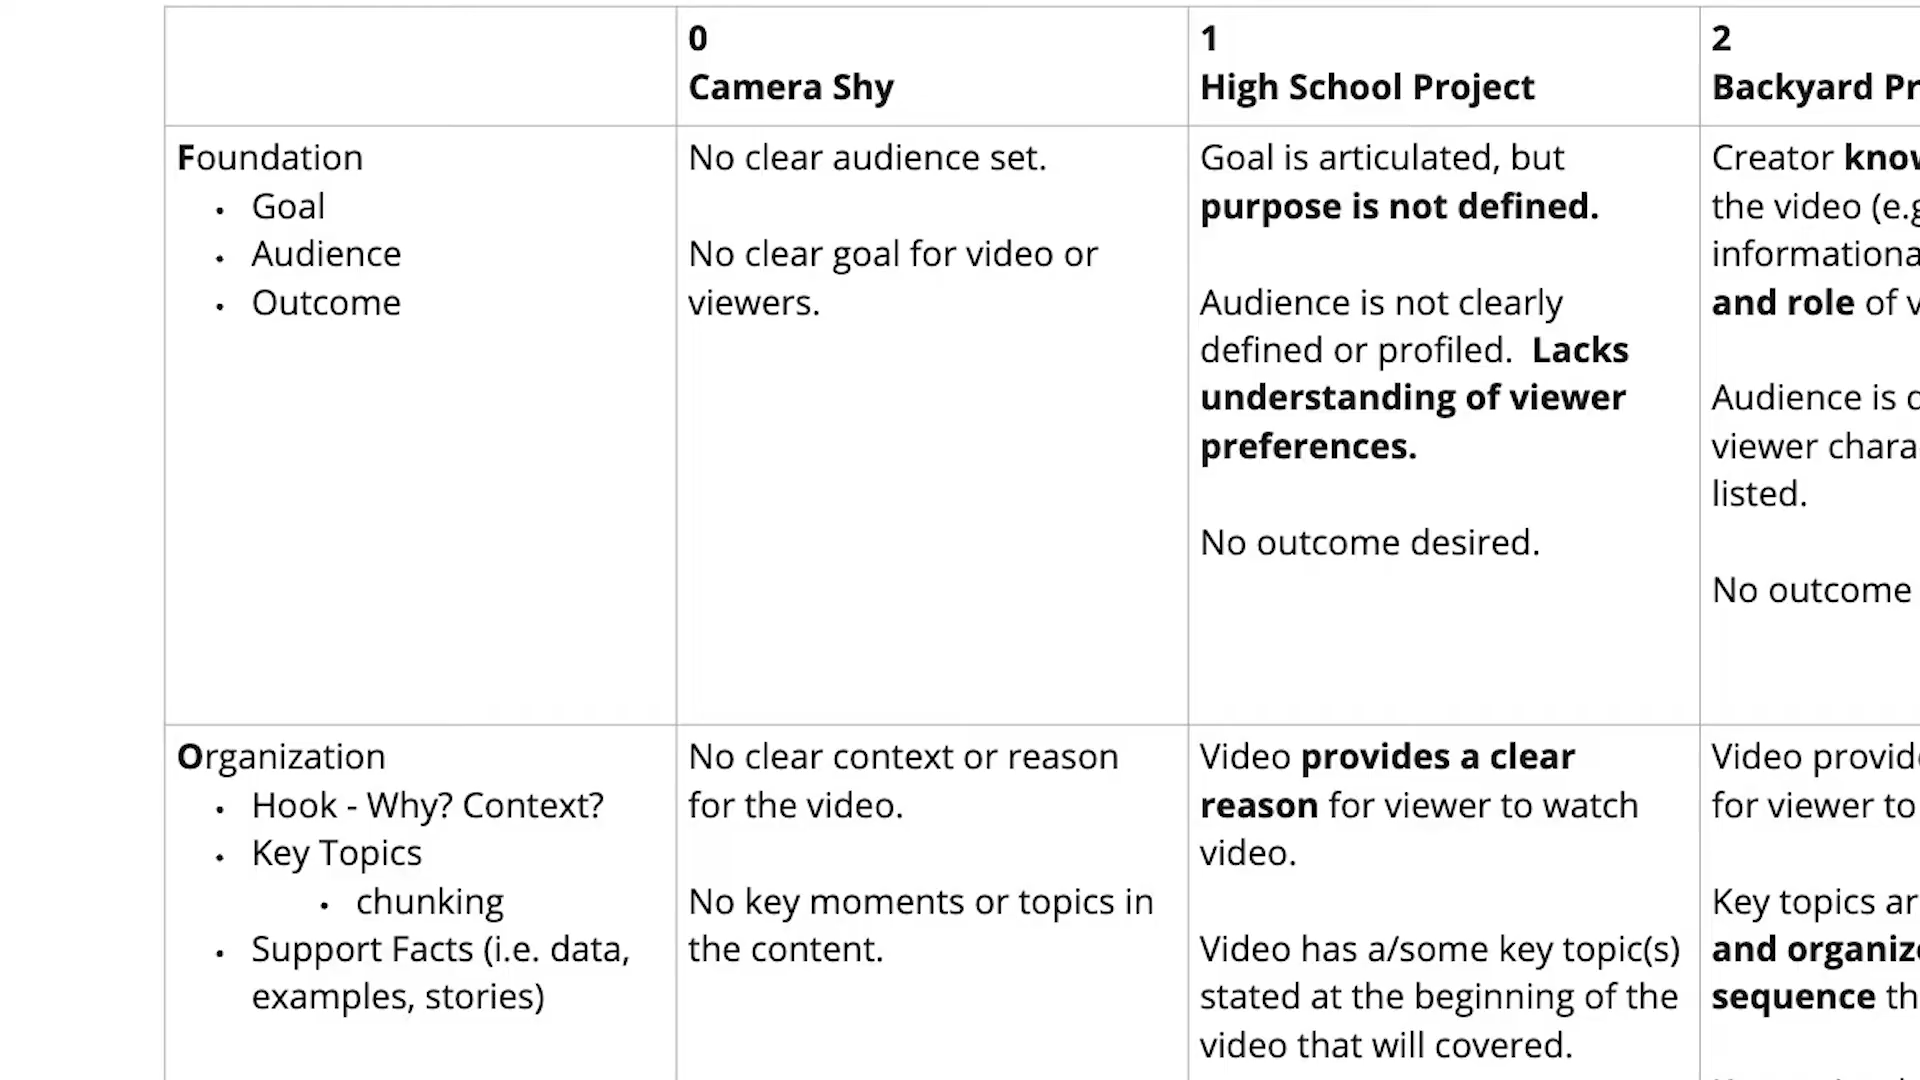 0
Camera Shy
1
High School Project
2
Backyard
Foundation
• Goal
• Audience
• Outcome
No clear audience set.
No clear goal for video or
viewers.
Goal is articulated, but
purpose is not defined.
Audience is not clearly
defined or profiled. Lacks
understanding of viewer
preferences.
No outcome desired.
Creator
the video
and role of
Audience is
viewer
listed.
No outcome
Organization
• Hook - Why? Context?
• Key Topics
• chunking
• Support Facts (i.e. data,
examples, stories)
No clear context or reason
for the video.
No key moments or topics in
the content.
Video provides a clear
reason for viewer to watch
video.
Video has a/some key topic(s)
stated at the beginning of the
video that will covered.
Video
for viewer to
Key topics
and
sequence